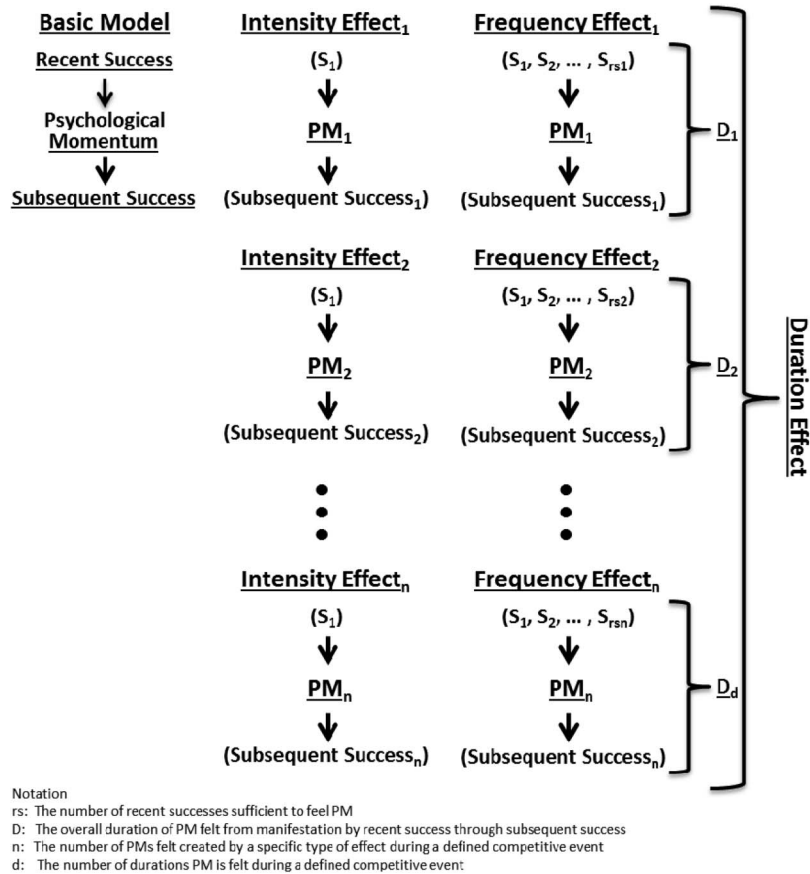 Basic Model
Recent Success
Psychological
Momentum
Subsequent Success
Intensity Effect1
(S1)
PM1
(Subsequent Success1)
Frequency Effect1
(S1, S2, ... , Srs1)
PM1
(Subsequent Success1)
D1
Intensity Effect2
(S1)
PM2
(Subsequent Success2)
Frequency Effect2
(S1, S2, ... , Srs2)
PM2
(Subsequent Success2)
D2
Intensity Effectn
(S1)
PMn
(Subsequent Successn)
Frequency Effectn
(S1, S2, ... , Srsn)
PMn
(Subsequent Successn)
Dd
Duration Effect
Notation
rs: The number of recent successes sufficient to feel PM
D: The overall duration of PM felt from manifestation by recent success through subsequent success
n: The number of PMs felt created by a specific type of effect during a defined competitive event
d: The number of durations PM is felt during a defined competitive event